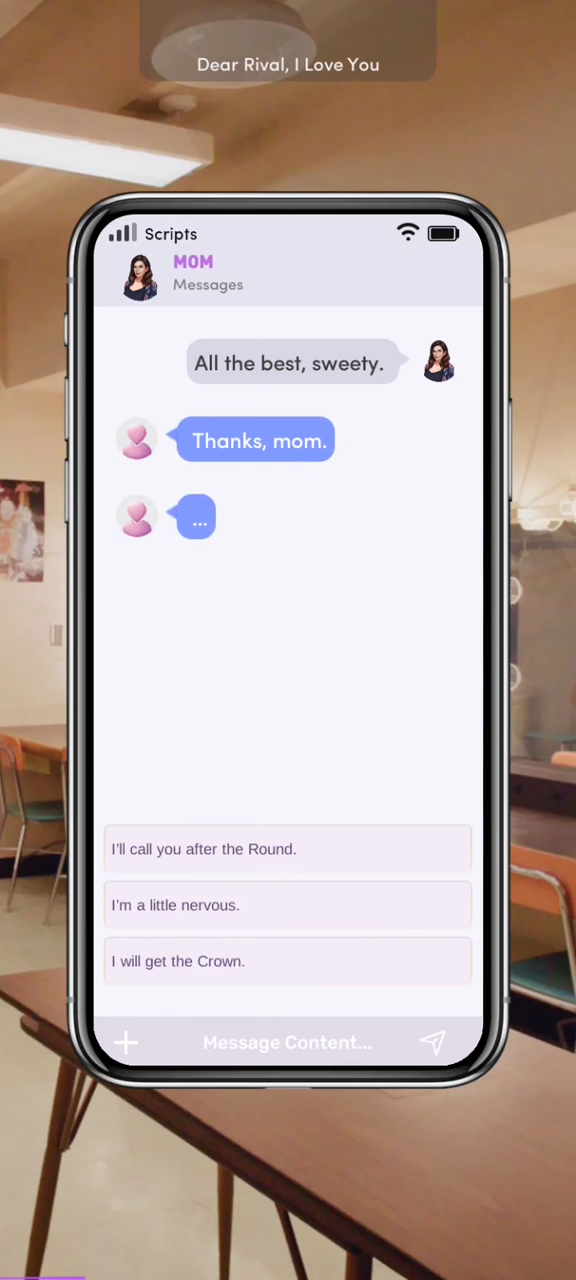 Dear Rival, I Love You
Scripts
MOM
Messages
All the best, sweety.
Thanks, mom.
...
I'll call you after the Round.
I'm a little nervous.
I will get the Crown.
Message Content...